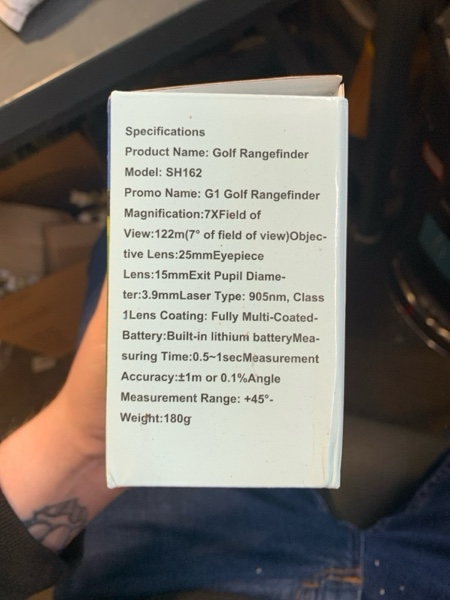 Specifications
Product Name: Golf Rangefinder
Model: SH162
Promo Name: G1 Golf Rangefinder
Magnification:7XField of
View:122m(7° of field of view)Objec-
tive Lens:25mmEyepiece
Lens:15mmExit Pupil Diame-
ter:3.9mmLaser Type: 905nm, Class
1Lens Coating: Fully Multi-Coated-
Battery:Built-in lithium batteryMea-
suring Time:0.5~1secMeasurement
Accuracy:±1m or 0.1%Angle
Measurement Range: +45°-
Weight:180g